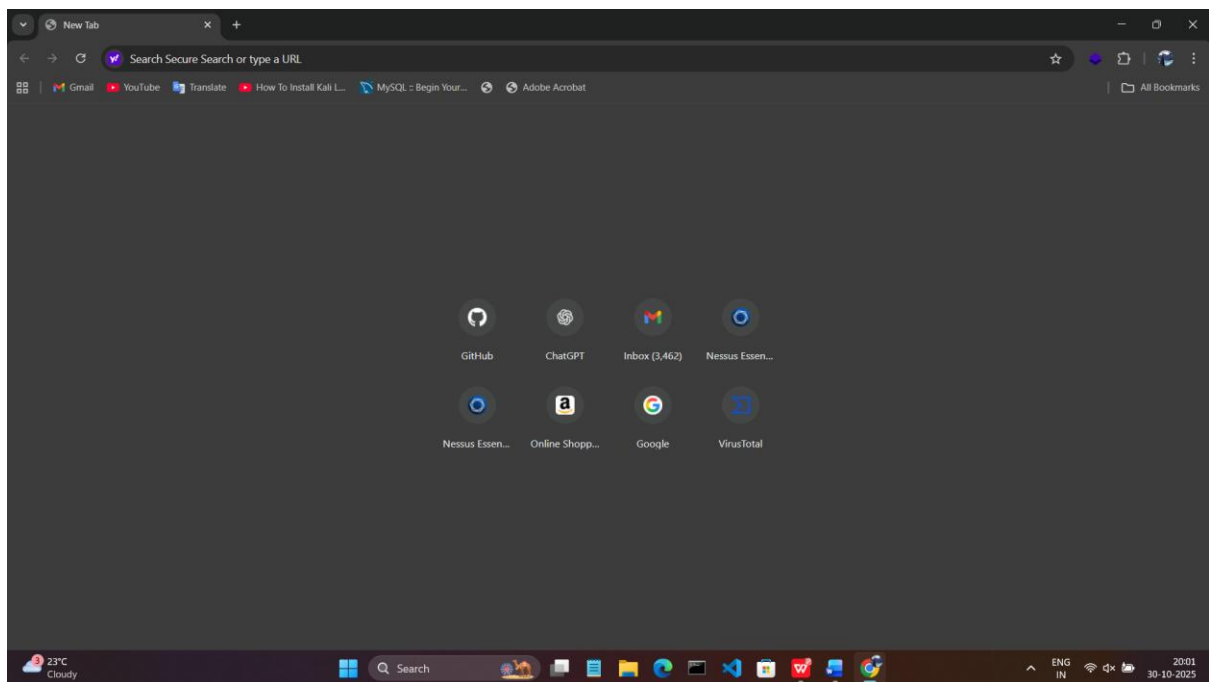 New Tab
Search Secure Search or type a URL
Gmail YouTube Translate How To Install Kali L... MySQL :: Begin Your... Adobe Acrobat All Bookmarks
GitHub ChatGPT Inbox (3,462) Nessus Essen...
Nessus Essen... Online Shopp... Google VirusTotal
3 23°C Search ENG 20:01
Cloudy IN 30-10-2025